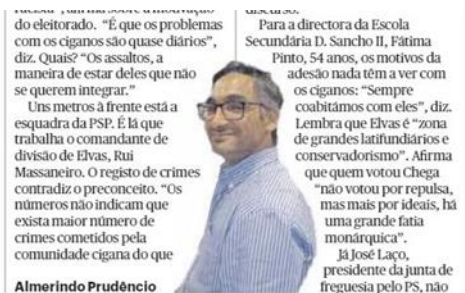 do eleitorado. "É que os problemas
com os ciganos são quase diários",
diz. Quais? "Os assaltos, a
maneira de estar deles que não
se querem integrar."
Uns metros à frente está a
esquadra da PSP. É lá que
trabalha o comandante de
divisão de Elvas, Rui
Massaneiro. O registo de crimes
contradiz o preconceito. "Os
números não indicam que
exista maior número de
crimes cometidos pela
comunidade cigana do que
Almerindo Prudêncio
discurso.
Para a directora da Escola
Secundária D. Sancho II, Fátima
Pinto, 54 anos, os motivos da
adesão nada têm a ver com
os ciganos: "Sempre
coabitámos com eles", diz.
Lembra que Elvas é "zona
de grandes latifundiários e
conservadorismo". Afirma
que quem votou Chega
"não votou por repulsa,
mas mais por ideais, há
uma grande fatia
monárquica".
Já José Laço,
presidente da junta de
freguesia pelo PS, não